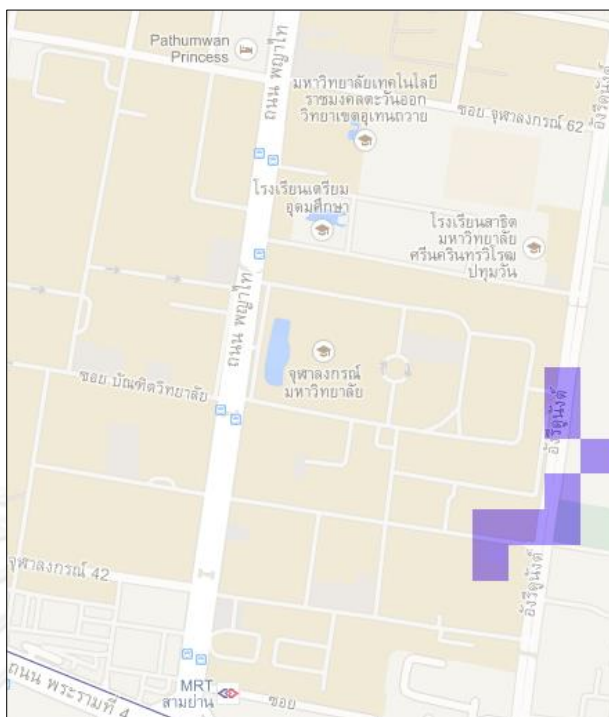 Pathumwan
Princess
ถนน พญาไท
มหาวิทยาลัยเทคโนโลยี
ราชมงคลตะวันออก
วิทยาเขตอุเทนถวาย
ซอย จุฬาลงกรณ์ 62
อังรีดูนังต์
โรงเรียนเตรียม
อุดมศึกษา
โรงเรียนสาธิต
มหาวิทยาลัย
ศรีนครินทรวิโรฒ
ปทุมวัน
ถนน พญาไท
จุฬาลงกรณ์
มหาวิทยาลัย
ซอย บัณฑิตวิทยาลัย
อังรีดูนังต์
จุฬาลงกรณ์ 42
อังรีดูนังต์
ถนน พระรามที่ 4
MRT
สามย่าน
ซอย